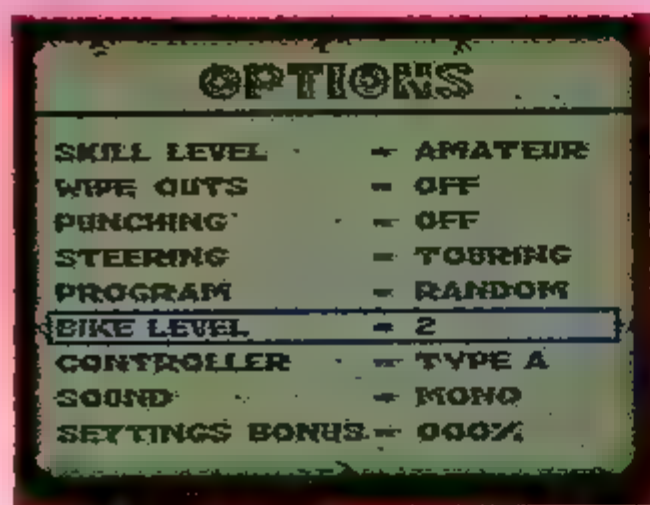 OPTIONS
SKILL LEVEL - AMATEUR
WIPE OUTS - OFF
PUNCHING - OFF
STEERING - TOURING
PROGRAM - RANDOM
BIKE LEVEL - 2
CONTROLLER - TYPE A
SOUND - MONO
SETTINGS BONUS - 000%